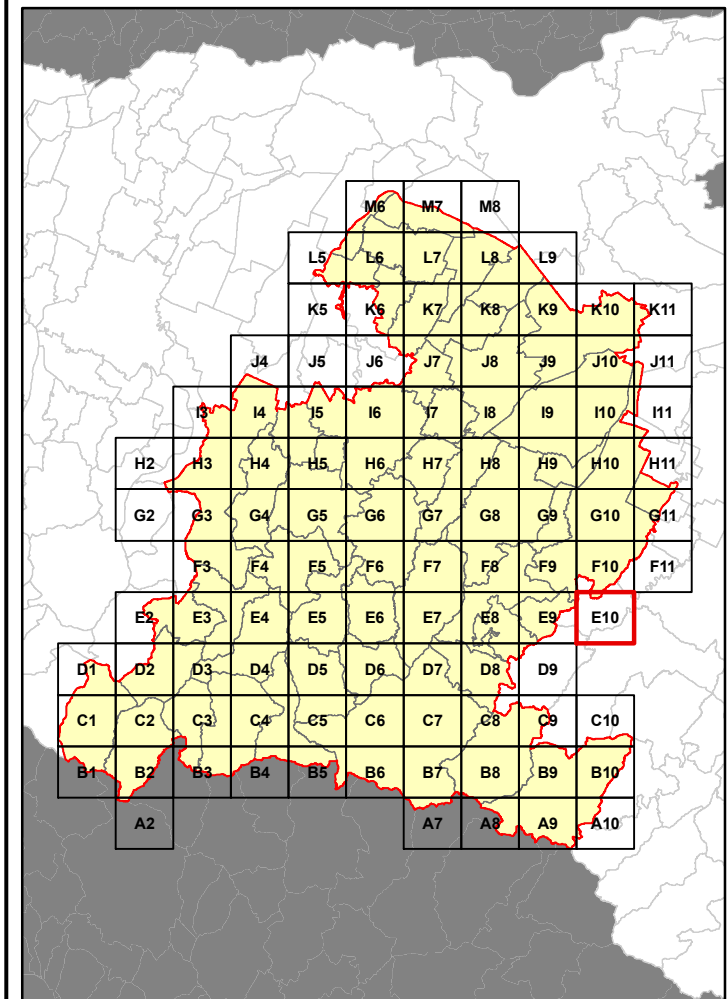 M6 M7 M8
L5 L6 L7 L8 L9
K5 K6 K7 K8 K9 K10 K11
J4 J5 J6 J7 J8 J9 J10 J11
I3 I4 I5 I6 I7 I8 I9 I10 I11
H2 H3 H4 H5 H6 H7 H8 H9 H10 H11
G2 G3 G4 G5 G6 G7 G8 G9 G10 G11
F3 F4 F5 F6 F7 F8 F9 F10 F11
E2 E3 E4 E5 E6 E7 E8 E9 E10
D1 D2 D3 D4 D5 D6 D7 D8 D9
C1 C2 C3 C4 C5 C6 C7 C8 C9 C10
B1 B2 B3 B4 B5 B6 B7 B8 B9 B10
A2 A7 A8 A9 A10